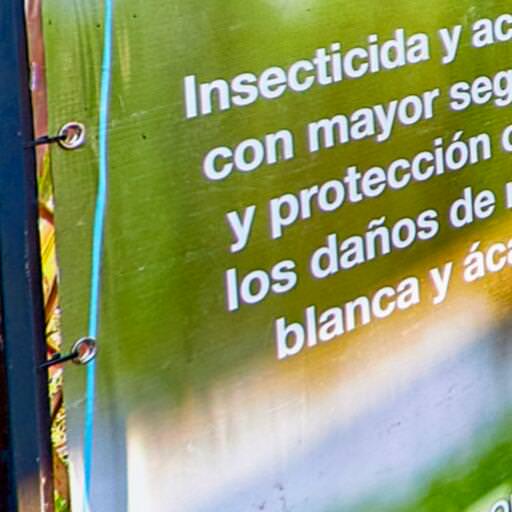 Insecticida y ac
con mayor seg
y protección
los daños de
blanca y áca